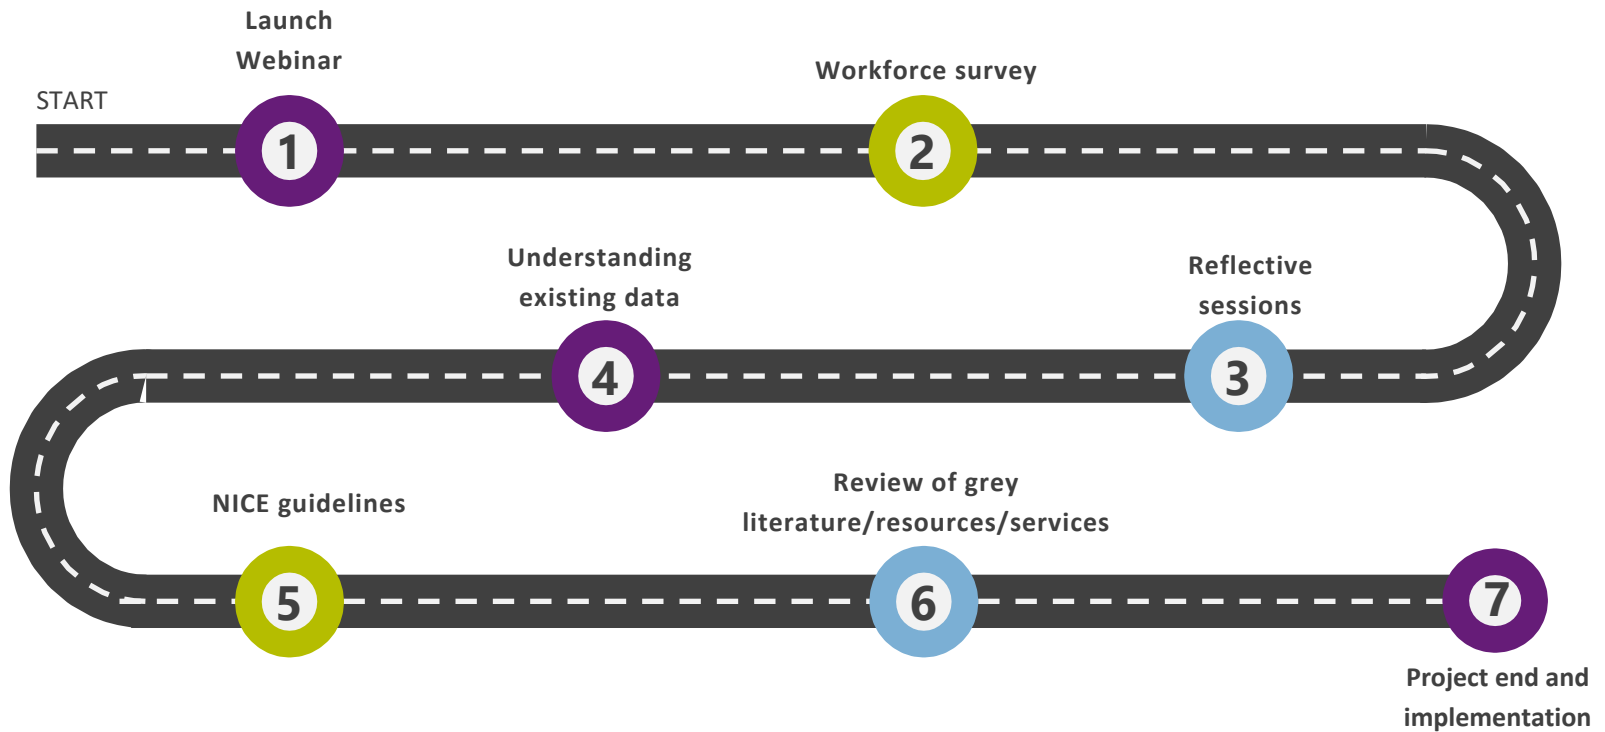 Launch
Webinar
START
1
Workforce survey
2
Reflective
sessions
3
Understanding
existing data
4
NICE guidelines
5
Review of grey
literature/resources/services
6
7
Project end and
implementation